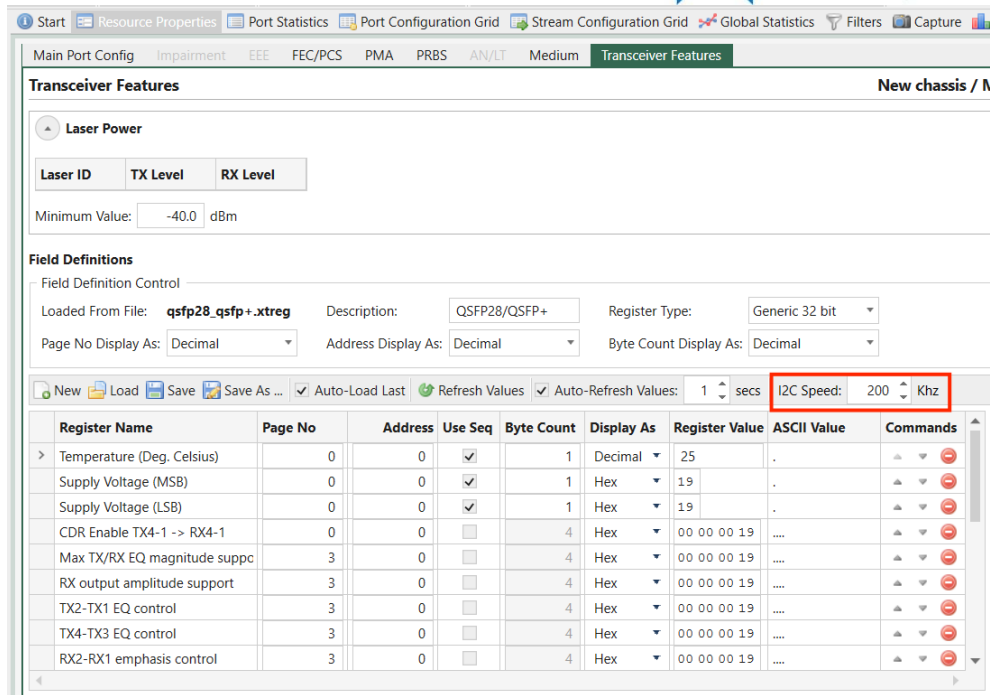 Start Resource Properties Port Statistics Port Configuration Grid Stream Configuration Grid Global Statistics Filters Capture
Main Port Config Impairment EEE FEC/PCS PMA PRBS AN/LT Medium Transceiver Features
Transceiver Features New chassis /
Laser Power
Laser ID TX Level RX Level
Minimum Value: -40.0 dBm
Field Definitions
Field Definition Control
Loaded From File: qsfp28_qsfp+.xtreg Description: QSFP28/QSFP+ Register Type: Generic 32 bit
Page No Display As: Decimal Address Display As: Decimal Byte Count Display As: Decimal
New Load Save Save As ... Auto-Load Last Refresh Values Auto-Refresh Values: 1 secs I2C Speed: 200 Khz
Register Name Page No Address Use Seq Byte Count Display As Register Value ASCII Value Commands
Temperature (Deg. Celsius) 0 0 1 Decimal 25 .
Supply Voltage (MSB) 0 0 1 Hex 19 .
Supply Voltage (LSB) 0 0 1 Hex 19 .
CDR Enable TX4-1 -> RX4-1 0 0 4 Hex 00 00 00 19 ....
Max TX/RX EQ magnitude suppo 3 0 4 Hex 00 00 00 19 ....
RX output amplitude support 3 0 4 Hex 00 00 00 19 ....
TX2-TX1 EQ control 3 0 4 Hex 00 00 00 19 ....
TX4-TX3 EQ control 3 0 4 Hex 00 00 00 19 ....
RX2-RX1 emphasis control 3 0 4 Hex 00 00 00 19 ....